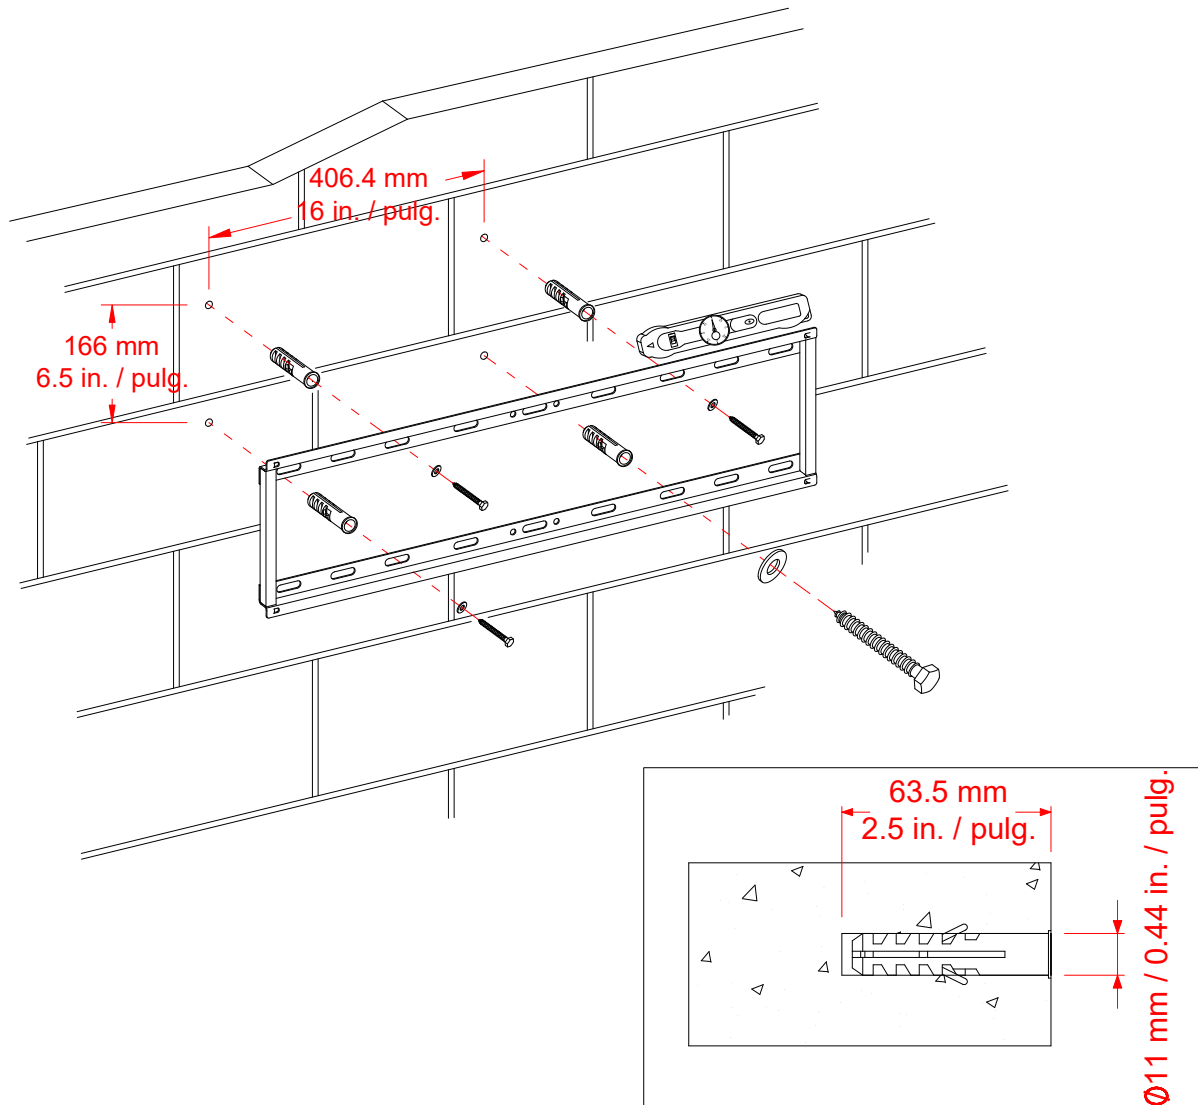 406.4 mm
16 in. / pulg.
166 mm
6.5 in. / pulg.
63.5 mm
2.5 in. / pulg.
Ø11 mm / 0.44 in. / pulg.